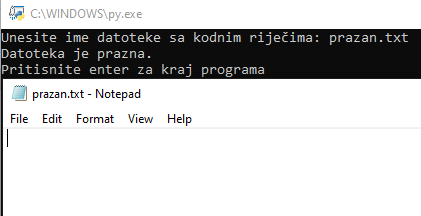 C:\WINDOWS\py.exe
Unesite ime datoteke sa kodnim riječima: prazan.txt
Datoteka je prazna.
Pritisnite enter za kraj programa
prazan.txt - Notepad
File Edit Format View Help